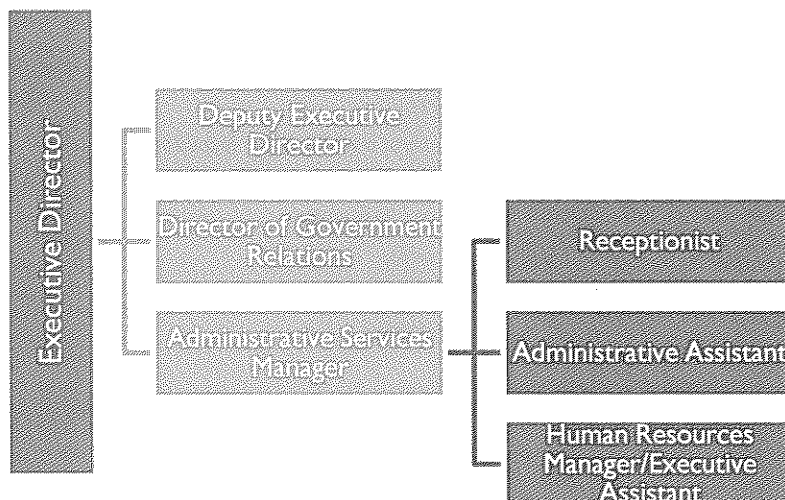 Executive Director
Deputy Executive
Director
Director of Government
Relations
Administrative Services
Manager
Receptionist
Administrative Assistant
Human Resources
Manager/Executive
Assistant